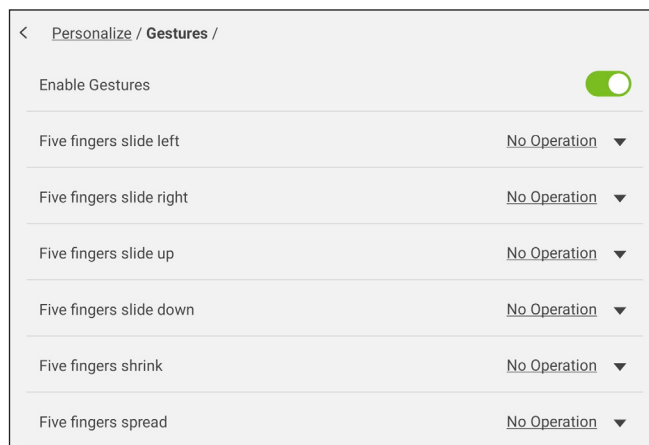 Personalize / Gestures /
Enable Gestures
Five fingers slide left No Operation
Five fingers slide right No Operation
Five fingers slide up No Operation
Five fingers slide down No Operation
Five fingers shrink No Operation
Five fingers spread No Operation